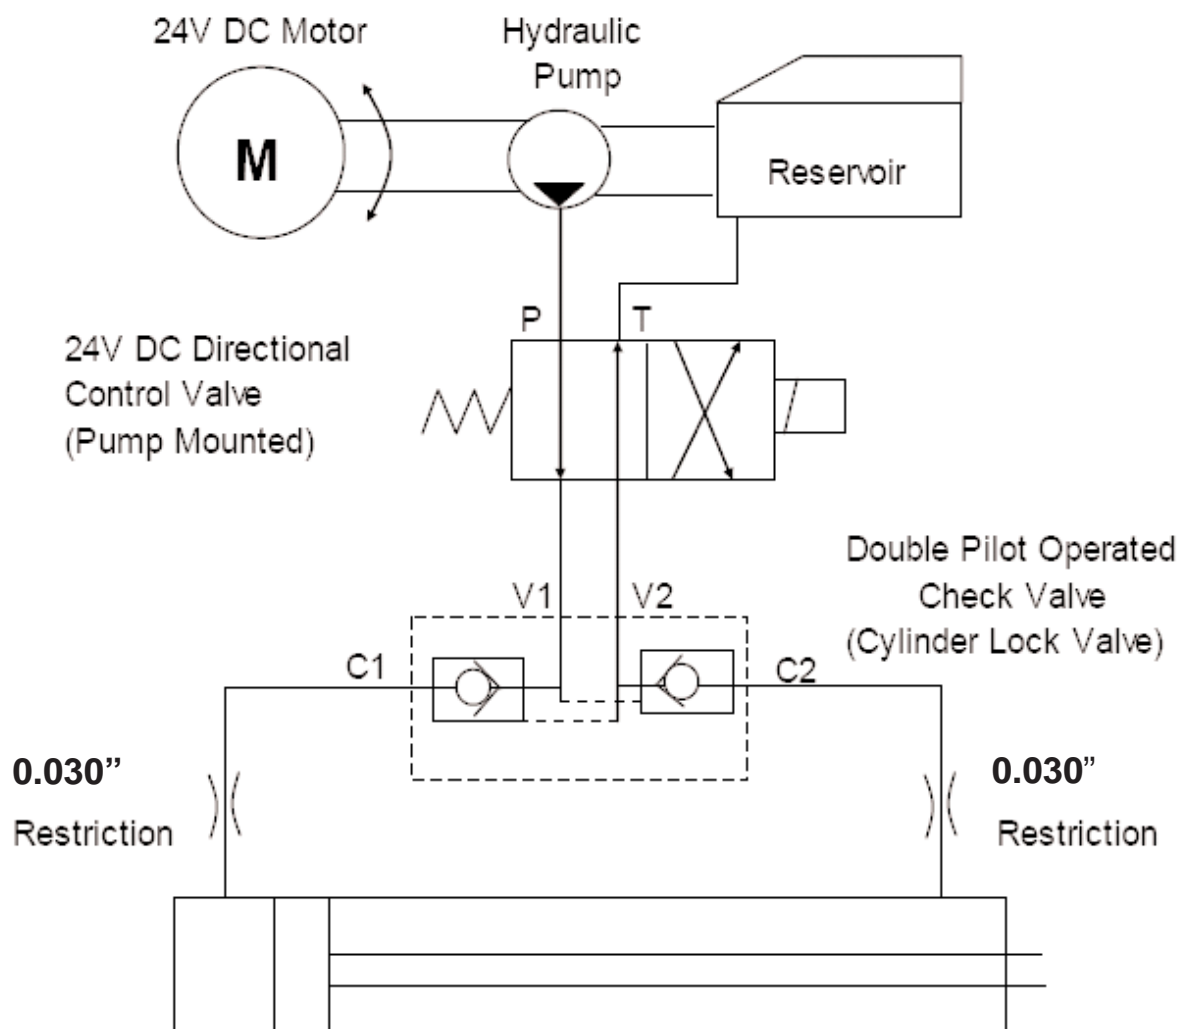 24V DC Motor
Hydraulic
Pump
M
Reservoir
P
T
24V DC Directional
Control Valve
(Pump Mounted)
V1
V2
Double Pilot Operated
Check Valve
(Cylinder Lock Valve)
C1
C2
0.030”
Restriction
0.030”
Restriction